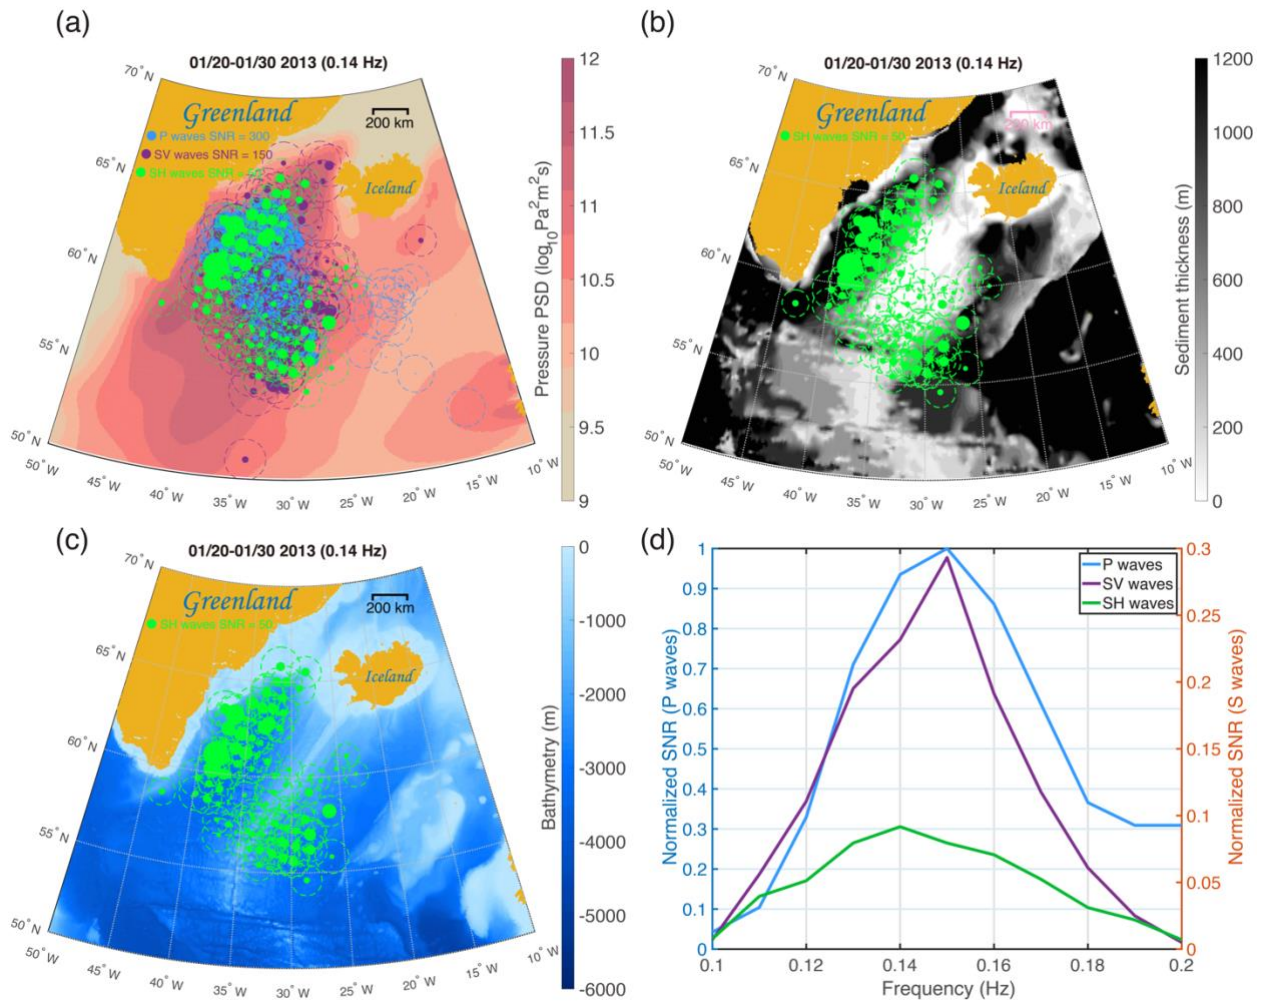 (a)
01/20-01/30 2013 (0.14 Hz)
70° N
65° N
60° N
55° N
50° N
50° W
45° W
40° W
35° W
30° W
25° W
20° W
15° W
10° W
Greenland
200 km
P waves SNR = 300
SV waves SNR = 150
SH waves SNR =
Iceland
12
11.5
11
10.5
10
9.5
9
Pressure PSD (log10Pa2m2s)
(b)
01/20-01/30 2013 (0.14 Hz)
70° N
65° N
60° N
55° N
50° N
50° W
45° W
40° W
35° W
30° W
25° W
20° W
15° W
10° W
Greenland
200 km
SH waves SNR = 50
Iceland
1200
1000
800
600
400
200
0
Sediment thickness (m)
(c)
01/20-01/30 2013 (0.14 Hz)
70° N
65° N
60° N
55° N
50° N
50° W
45° W
40° W
35° W
30° W
25° W
20° W
15° W
10° W
Greenland
200 km
SH waves SNR = 50
Iceland
0
-1000
-2000
-3000
-4000
-5000
-6000
Bathymetry (m)
(d)
1
0.9
0.8
0.7
0.6
0.5
0.4
0.3
0.2
0.1
0
Normalized SNR (P waves)
P waves
SV waves
SH waves
0.3
0.25
0.2
0.15
0.1
0.05
0
Normalized SNR (S waves)
0.1
0.12
0.14
0.16
0.18
0.2
Frequency (Hz)